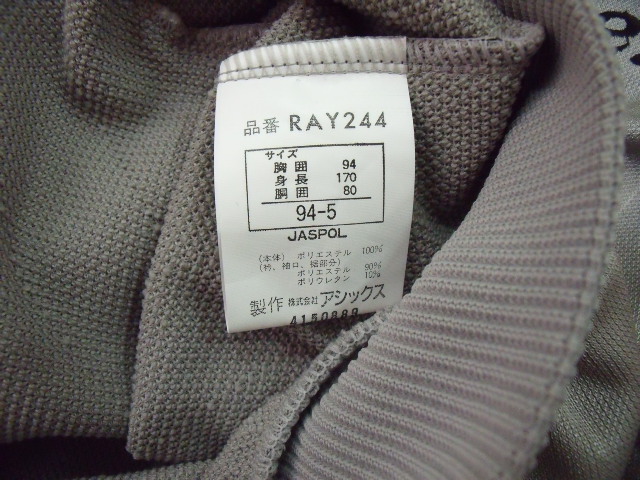 品番 RAY244
サイズ
胸囲 94
身長 170
胴囲 80
94-5
JASPOL
(本体) ポリエステル 100%
(衿、袖口、裾部分)
ポリエステル 90%
ポリウレタン 10%
製作 株式会社 アシックス
4150889